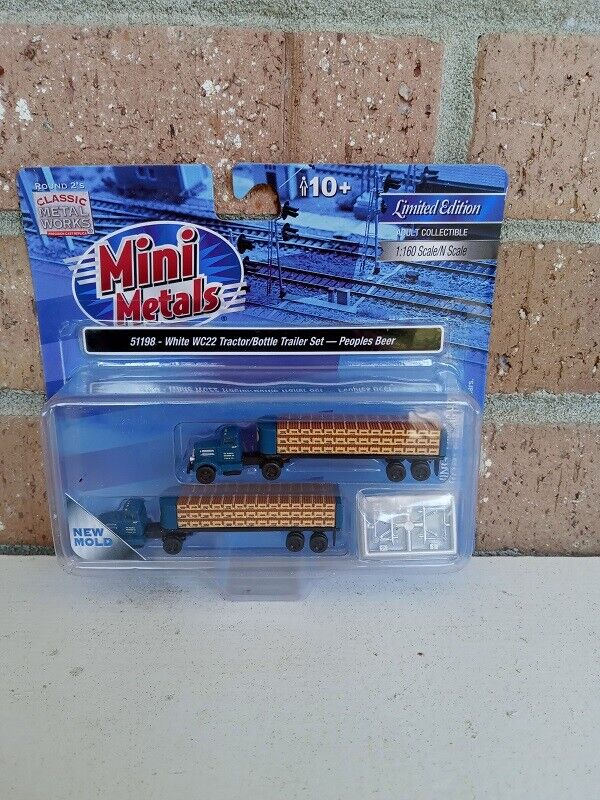 ROUND 2'S
CLASSIC
METAL
WORKS
10+
Limited Edition
ADULT COLLECTIBLE
1:160 Scale/N Scale
Mini
Metals
51198 - White WC22 Tractor/Bottle Trailer Set — Peoples Beer
NEW
MOLD